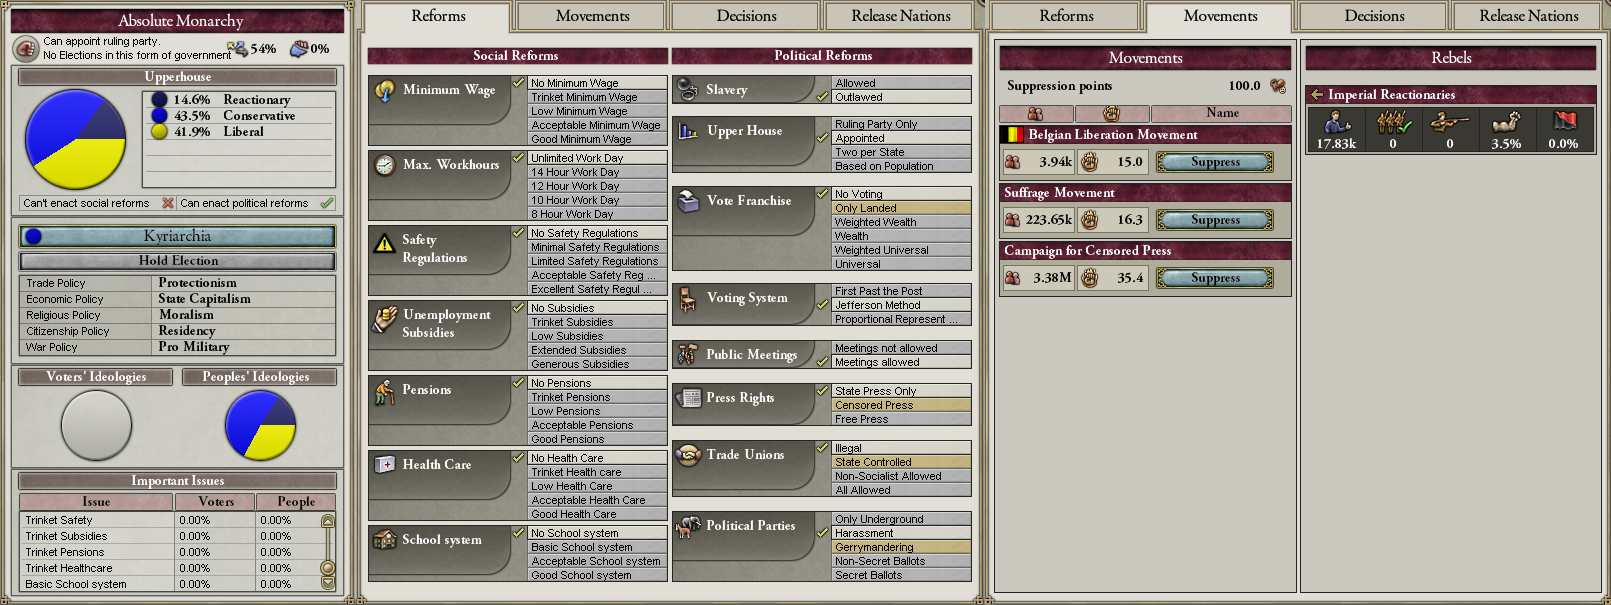 Absolute Monarchy
Can appoint ruling party.
No Elections in this form of government
54%
0%
Upperhouse
14.6% Reactionary
43.5% Conservative
41.9% Liberal
Can't enact social reforms
Can enact political reforms
Kyriarchia
Hold Election
Trade Policy Protectionism
Economic Policy State Capitalism
Religious Policy Moralism
Citizenship Policy Residency
War Policy Pro Military
Voters' Ideologies
Peoples' Ideologies
Important Issues
Issue Voters People
Trinket Safety 0.00% 0.00%
Trinket Subsidies 0.00% 0.00%
Trinket Pensions 0.00% 0.00%
Trinket Healthcare 0.00% 0.00%
Basic School system 0.00% 0.00%
Reforms Movements Decisions Release Nations
Social Reforms
Minimum Wage
No Minimum Wage
Trinket Minimum Wage
Low Minimum Wage
Acceptable Minimum Wage
Good Minimum Wage
Max. Workhours
Unlimited Work Day
14 Hour Work Day
12 Hour Work Day
10 Hour Work Day
8 Hour Work Day
Safety
Regulations
No Safety Regulations
Minimal Safety Regulations
Limited Safety Regulations
Acceptable Safety Reg ...
Excellent Safety Regul ...
Unemployment
Subsidies
No Subsidies
Trinket Subsidies
Low Subsidies
Extended Subsidies
Generous Subsidies
Pensions
No Pensions
Trinket Pensions
Low Pensions
Acceptable Pensions
Good Pensions
Health Care
No Health Care
Trinket Health care
Low Health Care
Acceptable Health Care
Good Health Care
School system
No School system
Basic School system
Acceptable School system
Good School system
Political Reforms
Slavery
Allowed
Outlawed
Upper House
Ruling Party Only
Appointed
Two per State
Based on Population
Vote Franchise
No Voting
Only Landed
Weighted Wealth
Wealth
Weighted Universal
Universal
Voting System
First Past the Post
Jefferson Method
Proportional Represent ...
Public Meetings
Meetings not allowed
Meetings allowed
Press Rights
State Press Only
Censored Press
Free Press
Trade Unions
Illegal
State Controlled
Non-Socialist Allowed
All Allowed
Political Parties
Only Underground
Harassment
Gerrymandering
Non-Secret Ballots
Secret Ballots
Reforms Movements Decisions Release Nations
Movements
Suppression points 100.0
Name
Belgian Liberation Movement
3.94k 15.0 Suppress
Suffrage Movement
223.65k 16.3 Suppress
Campaign for Censored Press
3.38M 35.4 Suppress
Rebels
Imperial Reactionaries
17.83k 0 0 3.5% 0.0%